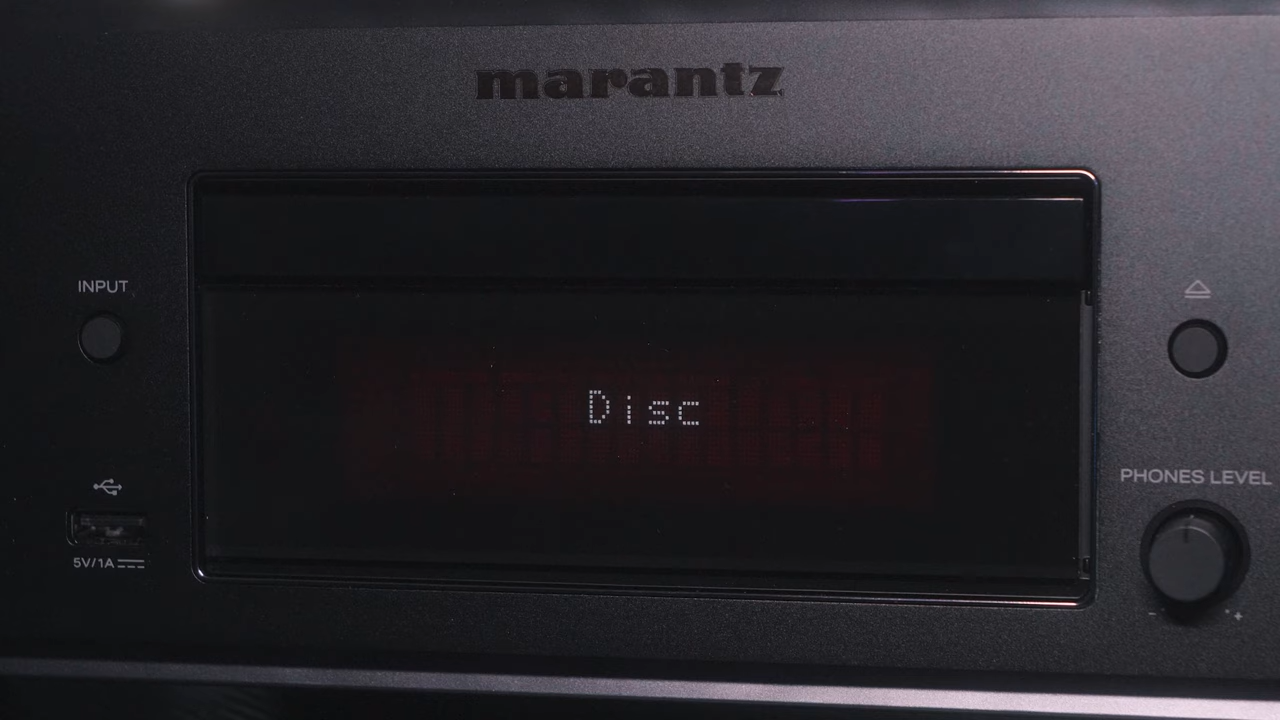 marantz
INPUT
Disc
PHONES LEVEL
5V/1A
- +